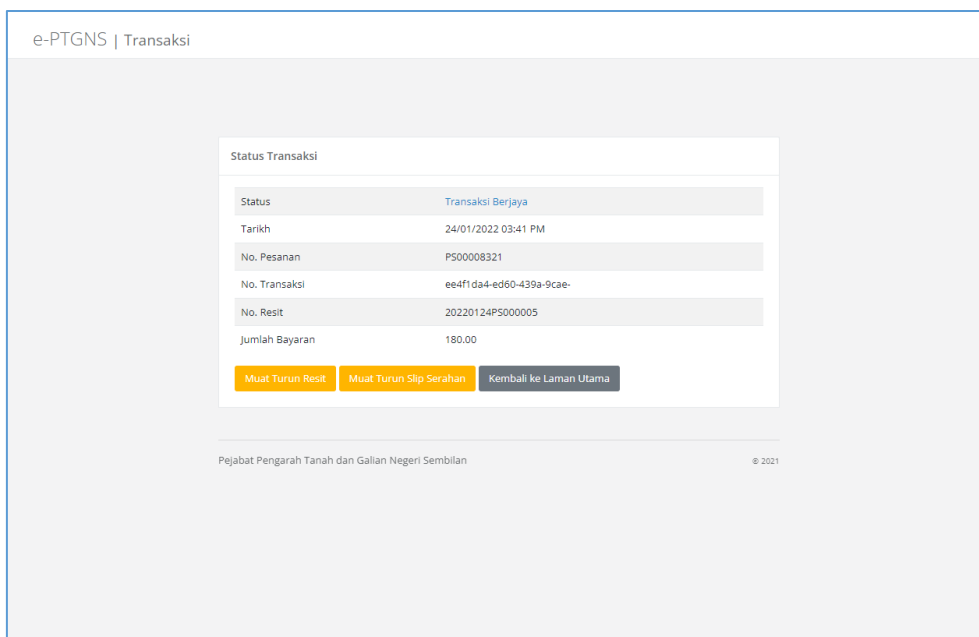 e-PTGNS | Transaksi
Status Transaksi
Status Transaksi Berjaya
Tarikh 24/01/2022 03:41 PM
No. Pesanan PS00008321
No. Transaksi ee4f1da4-ed60-439a-9cae-
No. Resit 20220124PS000005
Jumlah Bayaran 180.00
Muat Turun Resit Muat Turun Slip Serahan Kembali ke Laman Utama
Pejabat Pengarah Tanah dan Galian Negeri Sembilan © 2021